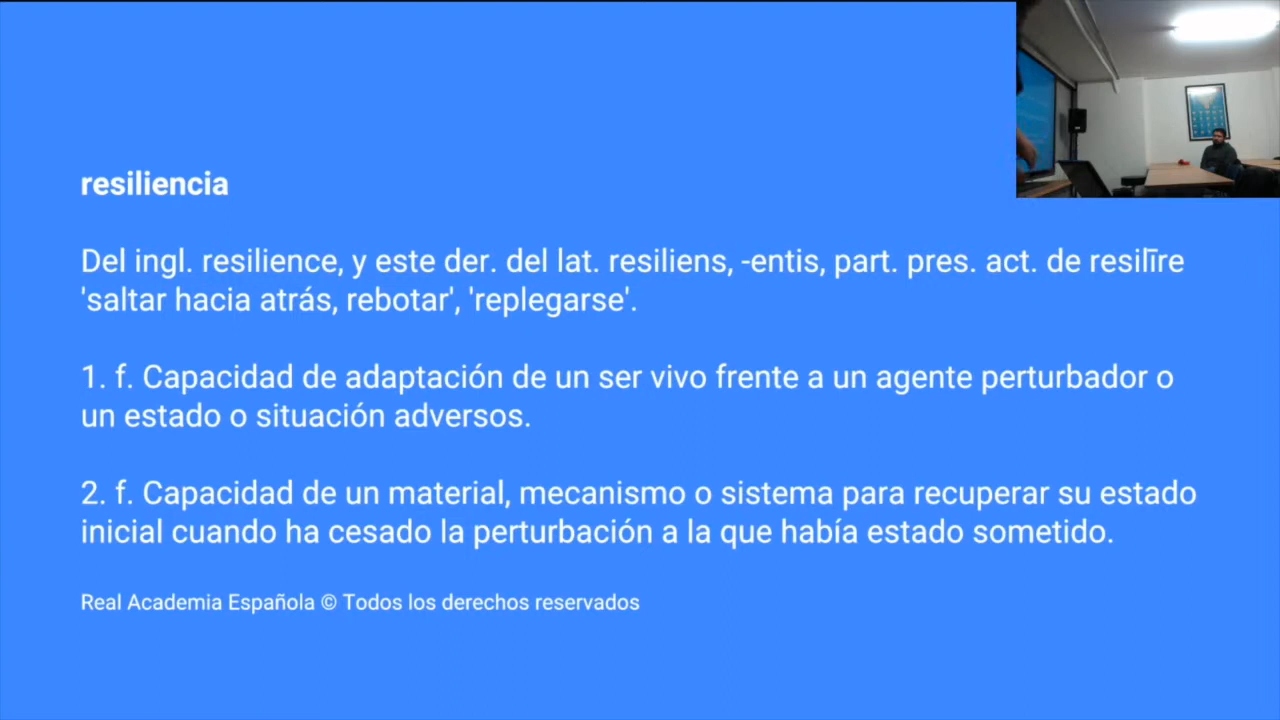 resiliencia
Del ingl. resilience, y este der. del lat. resiliens, -entis, part. pres. act. de resilīre
'saltar hacia atrás, rebotar', 'replegarse'.
1. f. Capacidad de adaptación de un ser vivo frente a un agente perturbador o
un estado o situación adversos.
2. f. Capacidad de un material, mecanismo o sistema para recuperar su estado
inicial cuando ha cesado la perturbación a la que había estado sometido.
Real Academia Española © Todos los derechos reservados